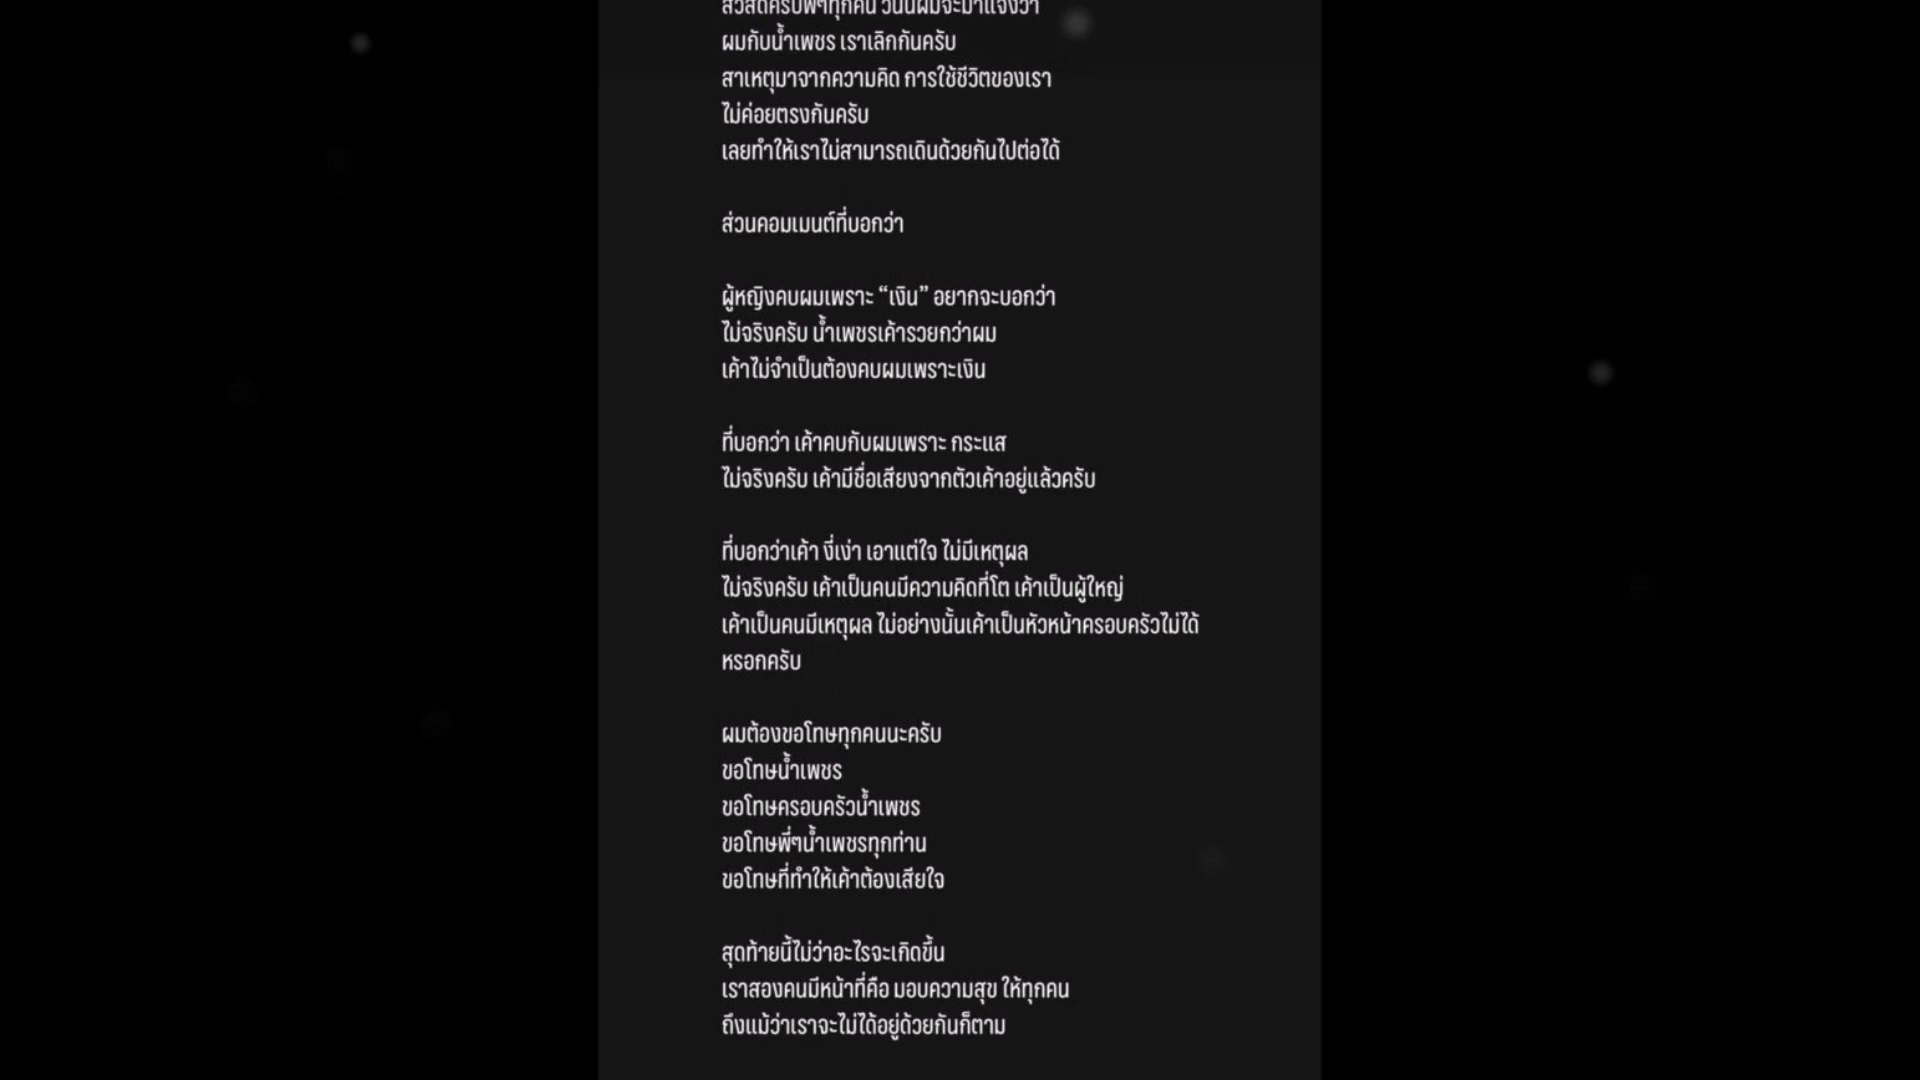 สวัสดีครับพี่ๆทุกคน วันนี้ผมจะมาแจ้งว่า
ผมกับน้ำเพชร เราเลิกกันครับ
สาเหตุมาจากความคิด การใช้ชีวิตของเรา
ไม่ค่อยตรงกันครับ
เลยทำให้เราไม่สามารถเดินด้วยกันไปต่อได้
ส่วนคอมเมนต์ที่บอกว่า
ผู้หญิงคบผมเพราะ “เงิน” อยากจะบอกว่า
ไม่จริงครับ น้ำเพชรเค้ารวยกว่าผม
เค้าไม่จำเป็นต้องคบผมเพราะเงิน
ที่บอกว่า เค้าคบกับผมเพราะ กระแส
ไม่จริงครับ เค้ามีชื่อเสียงจากตัวเค้าอยู่แล้วครับ
ที่บอกว่าเค้า งี่เง่า เอาแต่ใจ ไม่มีเหตุผล
ไม่จริงครับ เค้าเป็นคนมีความคิดที่โต เค้าเป็นผู้ใหญ่
เค้าเป็นคนมีเหตุผล ไม่อย่างนั้นเค้าเป็นหัวหน้าครอบครัวไม่ได้
หรอกครับ
ผมต้องขอโทษทุกคนนะครับ
ขอโทษน้ำเพชร
ขอโทษครอบครัวน้ำเพชร
ขอโทษพี่ๆน้ำเพชรทุกท่าน
ขอโทษที่ทำให้เค้าต้องเสียใจ
สุดท้ายนี้ไม่ว่าอะไรจะเกิดขึ้น
เราสองคนมีหน้าที่คือ มอบความสุข ให้ทุกคน
ถึงแม้ว่าเราจะไม่ได้อยู่ด้วยกันก็ตาม